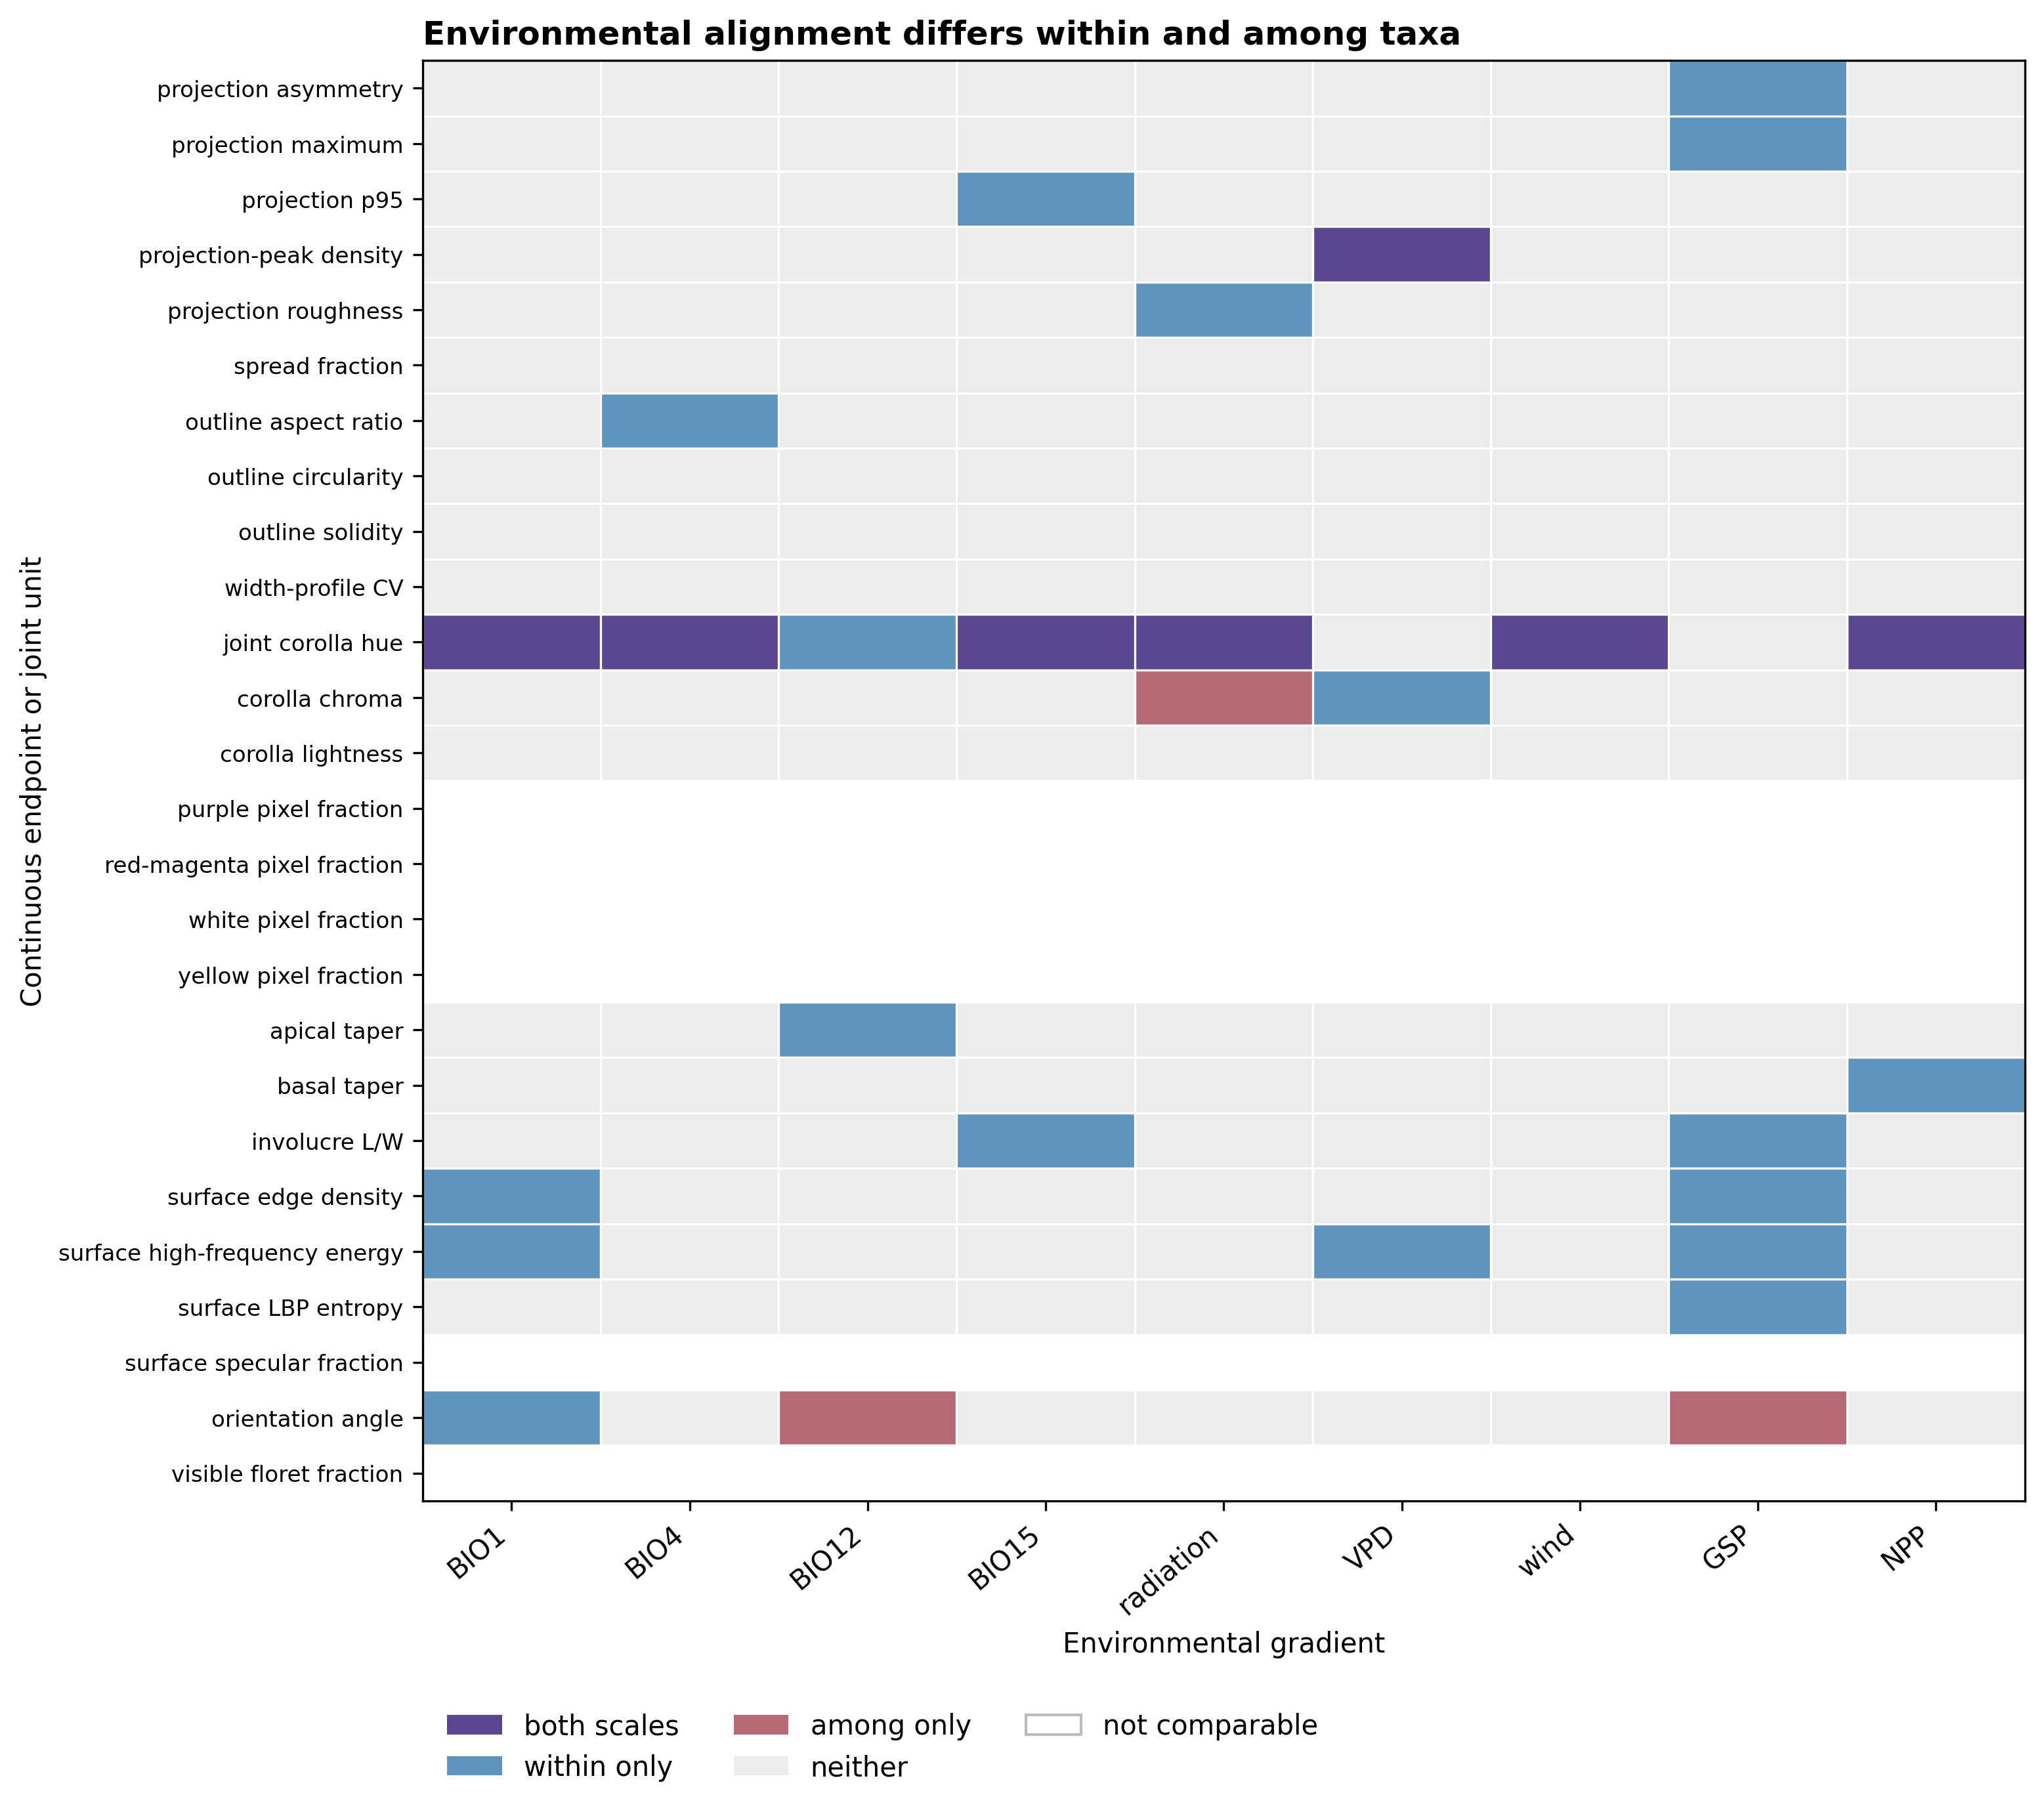 Environmental alignment differs within and among taxa
Continuous endpoint or joint unit
projection asymmetry
projection maximum
projection p95
projection-peak density
projection roughness
spread fraction
outline aspect ratio
outline circularity
outline solidity
width-profile CV
joint corolla hue
corolla chroma
corolla lightness
purple pixel fraction
red-magenta pixel fraction
white pixel fraction
yellow pixel fraction
apical taper
basal taper
involucre L/W
surface edge density
surface high-frequency energy
surface LBP entropy
surface specular fraction
orientation angle
visible floret fraction
BIO1
BIO4
BIO12
BIO15
radiation
VPD
wind
GSP
NPP
Environmental gradient
both scales
within only
among only
neither
not comparable